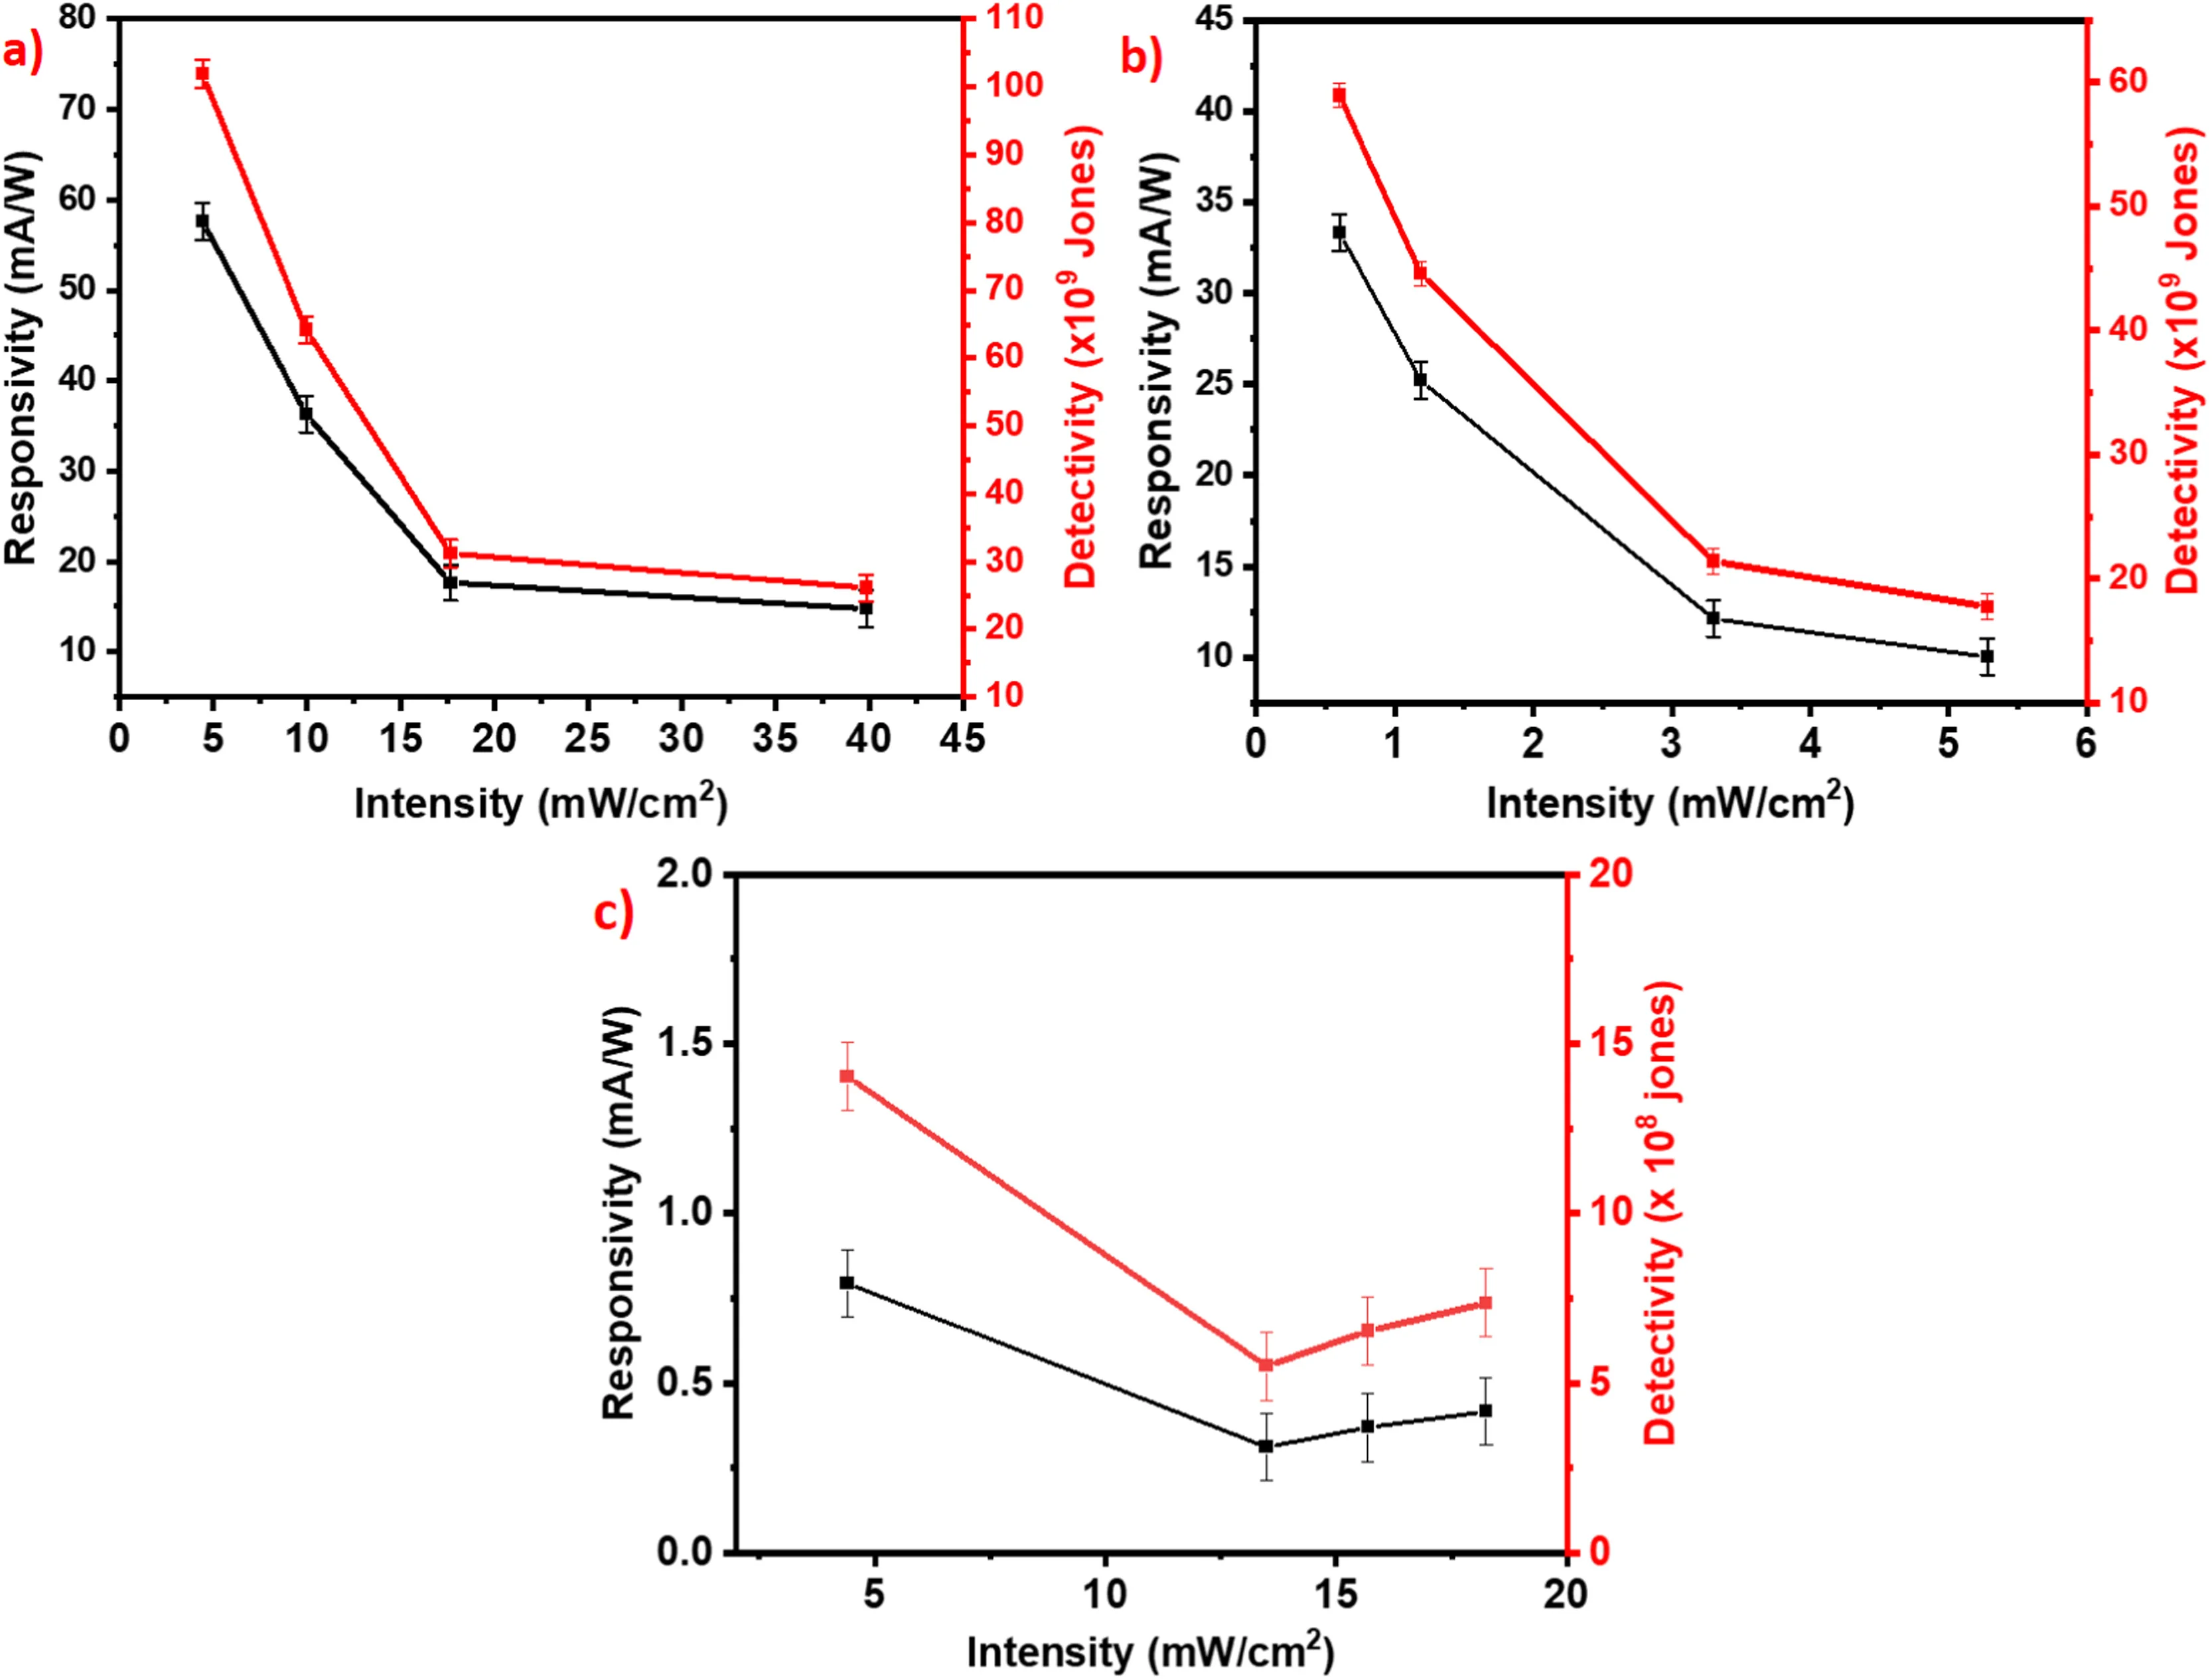 a)
80
70
60
50
40
30
20
10
Responsivity (mA/W)
110
100
90
80
70
60
50
40
30
20
10
Detectivity (x10⁹ Jones)
0 5 10 15 20 25 30 35 40 45
Intensity (mW/cm²)
b)
45
40
35
30
25
20
15
10
Responsivity (mA/W)
60
50
40
30
20
10
Detectivity (x10⁹ Jones)
0 1 2 3 4 5 6
Intensity (mW/cm²)
c)
2.0
1.5
1.0
0.5
0.0
Responsivity (mA/W)
20
15
10
5
0
Detectivity (x 10⁸ jones)
5 10 15 20
Intensity (mW/cm²)